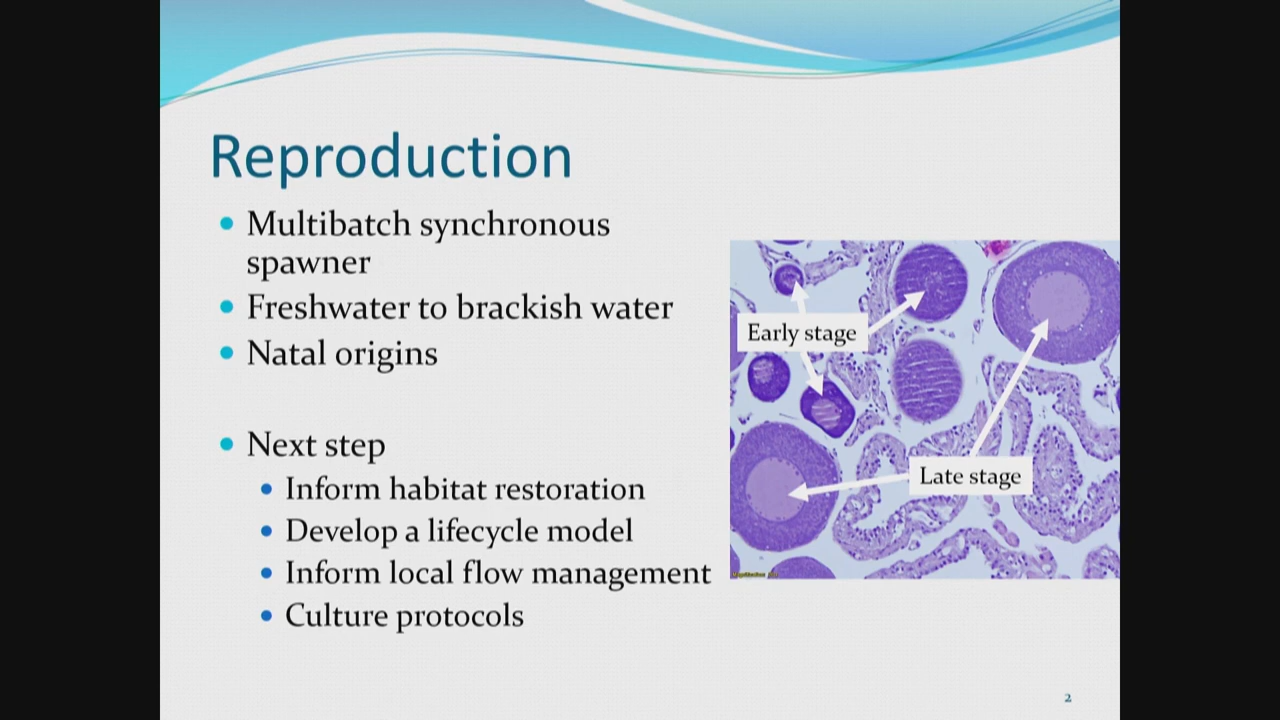 Reproduction
Multibatch synchronous
spawner
Freshwater to brackish water
Natal origins
Next step
Inform habitat restoration
Develop a lifecycle model
Inform local flow management
Culture protocols
Early stage
Late stage
2